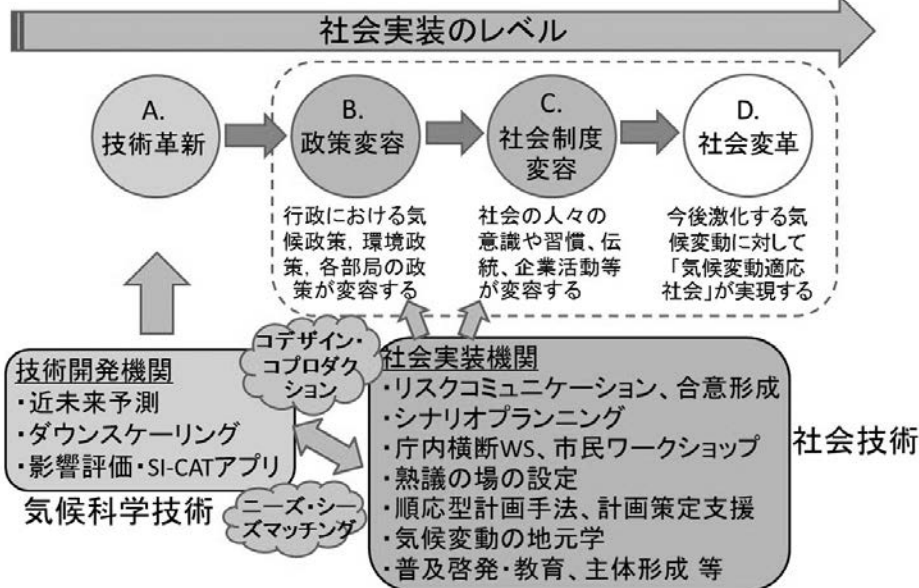 社会実装のレベル
A.
技術革新
B.
政策変容
C.
社会制度
変容
D.
社会変革
行政における気
候政策，環境政
策，各部局の政
策が変容する
社会の人々の
意識や習慣、伝
統、企業活動等
が変容する
今後激化する気
候変動に対して
「気候変動適応
社会」が実現する
コデザイン・
コプロダク
ション
技術開発機関
・近未来予測
・ダウンスケーリング
・影響評価・SI-CATアプリ
気候科学技術
ニーズ・シー
ズマッチング
社会実装機関
・リスクコミュニケーション、合意形成
・シナリオプランニング
・庁内横断WS、市民ワークショップ
・熟議の場の設定
・順応型計画手法、計画策定支援
・気候変動の地元学
・普及啓発・教育、主体形成 等
社会技術